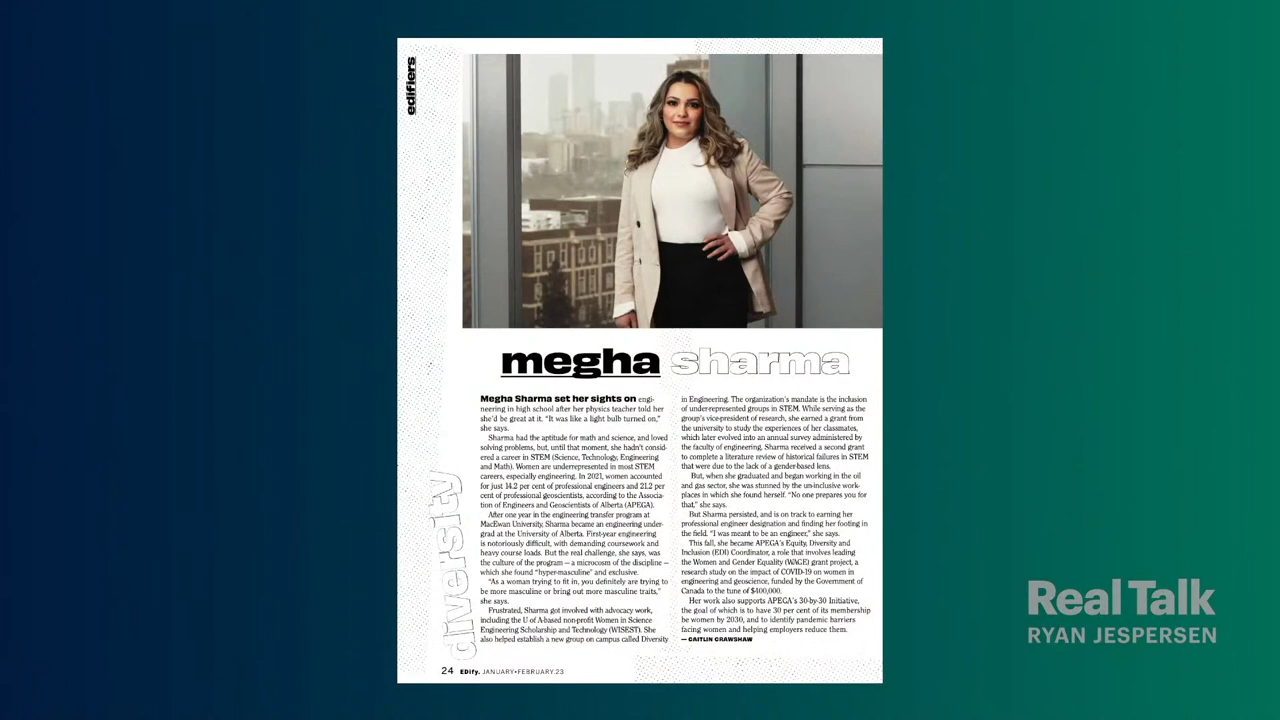 edifiers
megha sharma
Megha Sharma set her sights on engi-
neering in high school after her physics teacher told her
she'd be great at it. "It was like a light bulb turned on,"
she says.
Sharma had the aptitude for math and science, and loved
solving problems, but, until that moment, she hadn't consid-
ered a career in STEM (Science, Technology, Engineering
and Math). Women are underrepresented in most STEM
careers, especially engineering. In 2021, women accounted
for just 14.2 per cent of professional engineers and 21.2 per
cent of professional geoscientists, according to the Associa-
tion of Engineers and Geoscientists of Alberta (APEGA).
After one year in the engineering transfer program at
MacEwan University, Sharma became an engineering under-
grad at the University of Alberta. First-year engineering
is notoriously difficult, with demanding coursework and
heavy course loads. But the real challenge, she says, was
the culture of the program — a microcosm of the discipline —
which she found "hyper-masculine" and exclusive.
"As a woman trying to fit in, you definitely are trying to
be more masculine or bring out more masculine traits,"
she says.
Frustrated, Sharma got involved with advocacy work,
including the U of A-based non-profit Women in Science
Engineering Scholarship and Technology (WISEST). She
also helped establish a new group on campus called Diversity
in Engineering. The organization's mandate is the inclusion
of under-represented groups in STEM. While serving as the
group's vice-president of research, she earned a grant from
the university to study the experiences of her classmates,
which later evolved into an annual survey administered by
the faculty of engineering. Sharma received a second grant
to complete a literature review of historical failures in STEM
that were due to the lack of a gender-based lens.
But, when she graduated and began working in the oil
and gas sector, she was stunned by the un-inclusive work-
places in which she found herself. "No one prepares you for
that," she says.
But Sharma persisted, and is on track to earning her
professional engineer designation and finding her footing in
the field. "I was meant to be an engineer," she says.
This fall, she became APEGA's Equity, Diversity and
Inclusion (EDI) Coordinator, a role that involves leading
the Women and Gender Equality (WAGE) grant project, a
research study on the impact of COVID-19 on women in
engineering and geoscience, funded by the Government of
Canada to the tune of $400,000.
Her work also supports APEGA's 30-by-30 Initiative,
the goal of which is to have 30 per cent of its membership
be women by 2030, and to identify pandemic barriers
facing women and helping employers reduce them.
— CAITLIN CRAWSHAW
diversity
24 EDify. JANUARY•FEBRUARY.23
Real Talk
RYAN JESPERSEN